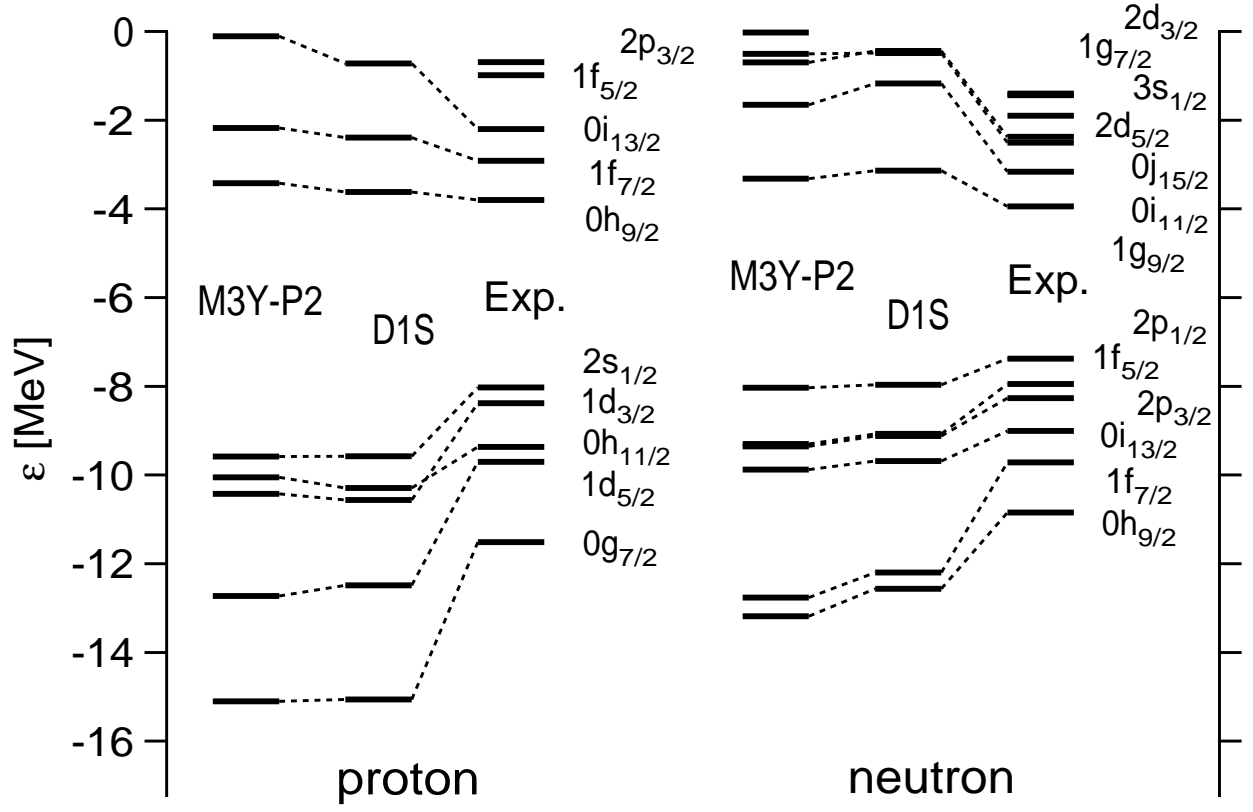 0
-2
-4
-6
-8
-10
-12
-14
-16
ε [MeV]
2p3/2
1f5/2
0i13/2
1f7/2
0h9/2
M3Y-P2
D1S
Exp.
2s1/2
1d3/2
0h11/2
1d5/2
0g7/2
proton
2d3/2
1g7/2
3s1/2
2d5/2
0j15/2
0i11/2
1g9/2
M3Y-P2
D1S
Exp.
2p1/2
1f5/2
2p3/2
0i13/2
1f7/2
0h9/2
neutron